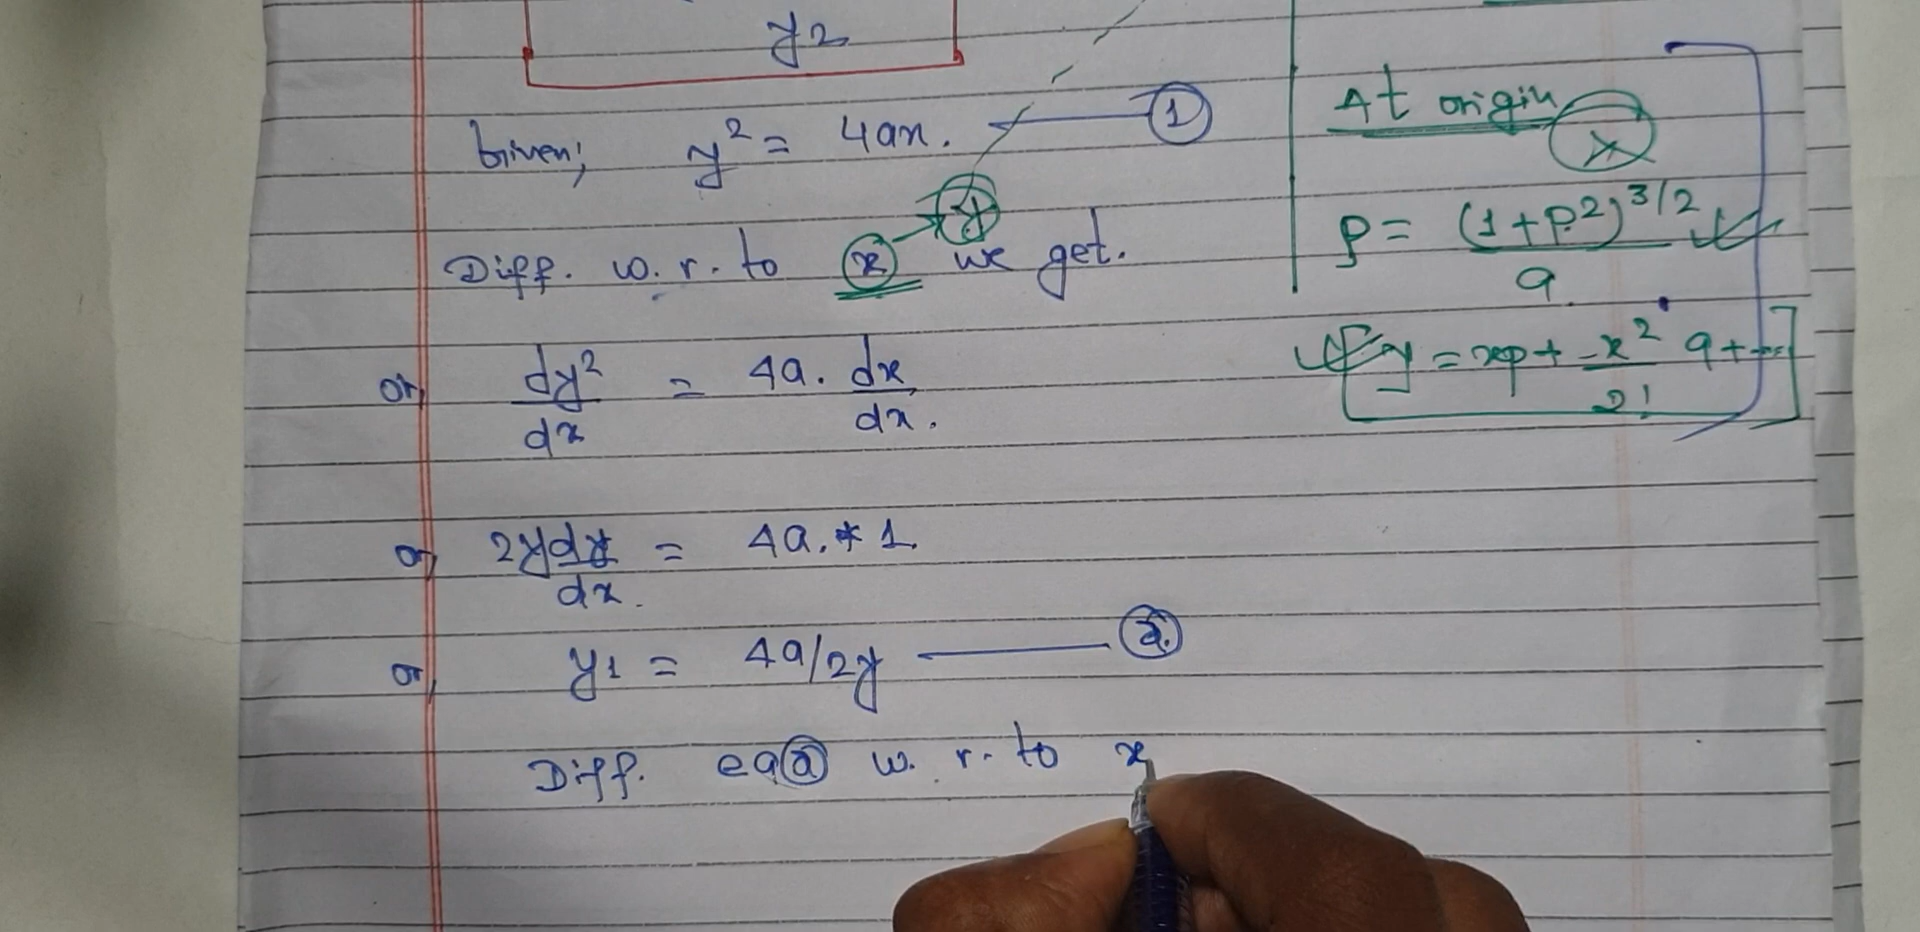 y2
Given; y² = 4ax. — ①
Diff. w.r. to x → y we get.
or, dy²/dx = 4a. dx/dx.
or, 2y dy/dx = 4a. * 1.
or, y1 = 4a/2y — ②
Diff. eq ② w. r. to x
At origin
ρ = (1+p²)^3/2 / q
y = xp + x²/2! q + ---